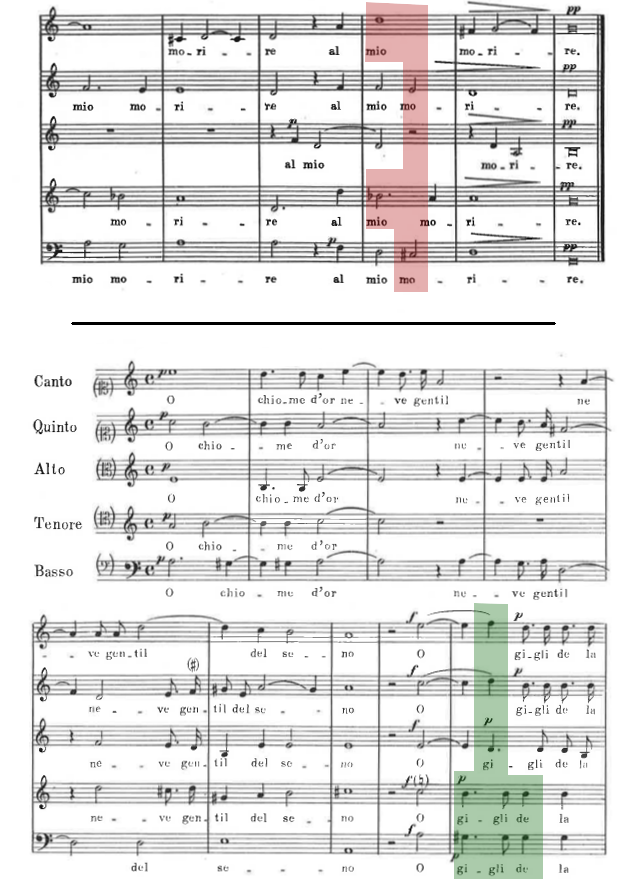 pp
mo - ri - - re al mio mo - ri - - re.
pp
mio mo - ri - - re al mio mo - ri - - re.
p pp
al mio mo - ri - - re.
pp
mo - ri - - re al mio mo - ri - - re.
p pp
mio mo - ri - - re al mio mo - ri - - re.
Canto p
O chio - me d'or ne - - ve gentil ne
Quinto p
O chio - - me d'or ne - - ve gentil
Alto p
O chio - me d'or ne - - ve gentil
Tenore p
O chio - - me d'or
Basso p
O chio - - me d'or ne - - ve gentil
f p
- ve gen - til del se - no O gi - gli de la
(♯)
ne - - ve gen - til del se - - no O gi - gli de la
f p
ne - - ve gen - til del se - - no O gi - gli de la
f(♮) p
ne - - ve gen - til del se - - no O gi - gli de la
f p
del se - - no O gi - gli de la